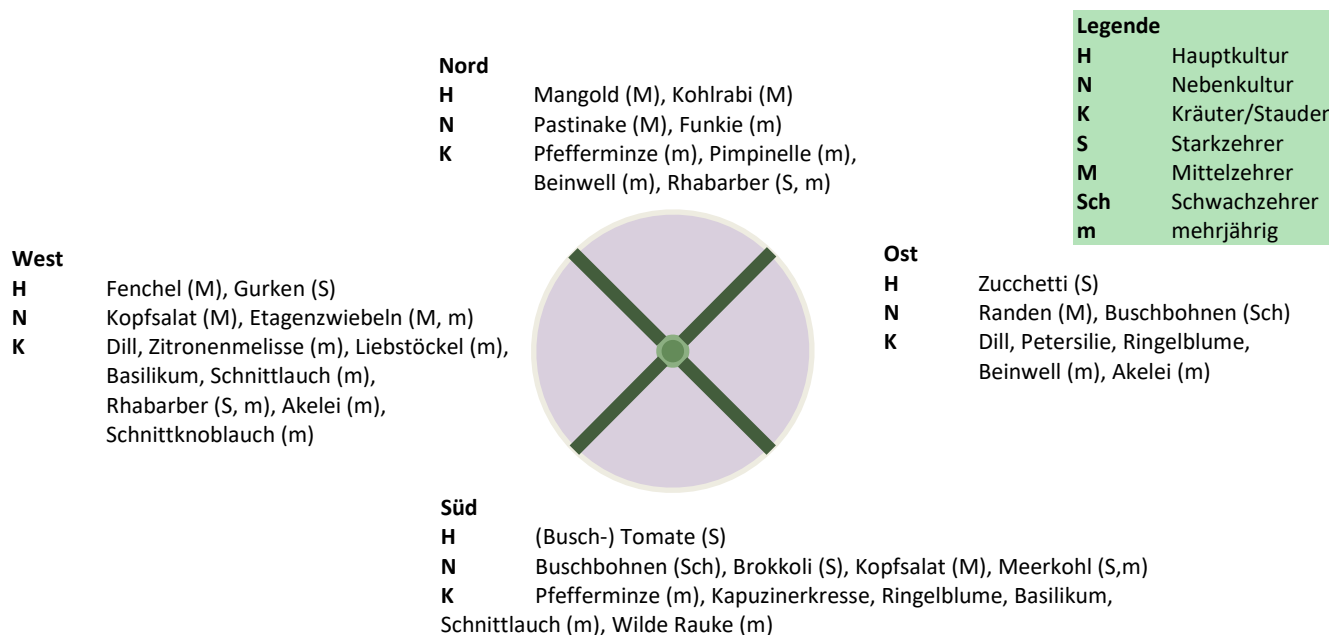 Legende
H Hauptkultur
N Nebenkultur
K Kräuter/Stauden
S Starkzehrer
M Mittelzehrer
Sch Schwachzehrer
m mehrjährig
Nord
H Mangold (M), Kohlrabi (M)
N Pastinake (M), Funkie (m)
K Pfefferminze (m), Pimpinelle (m),
Beinwell (m), Rhabarber (S, m)
West
H Fenchel (M), Gurken (S)
N Kopfsalat (M), Etagenzwiebeln (M, m)
K Dill, Zitronenmelisse (m), Liebstöckel (m),
Basilikum, Schnittlauch (m),
Rhabarber (S, m), Akelei (m),
Schnittknoblauch (m)
Ost
H Zucchetti (S)
N Randen (M), Buschbohnen (Sch)
K Dill, Petersilie, Ringelblume,
Beinwell (m), Akelei (m)
Süd
H (Busch-) Tomate (S)
N Buschbohnen (Sch), Brokkoli (S), Kopfsalat (M), Meerkohl (S,m)
K Pfefferminze (m), Kapuzinerkresse, Ringelblume, Basilikum,
Schnittlauch (m), Wilde Rauke (m)